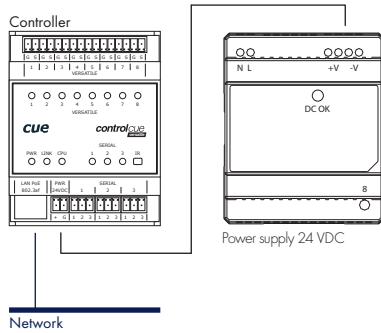 Controller
G S G S G S G S G S G S G S G S
1 2 3 4 5 6 7 8
VERSATILE
1 2 3 4 5 6 7 8
VERSATILE
cue controlcue
SERIAL
PWR LINK CPU 1 2 3 IR
LAN PoE PWR SERIAL
802.3af 24VDC 1 2 3
+ G 1 2 3 1 2 3 1 2 3
N L +V -V
DC OK
8
Power supply 24 VDC
Network